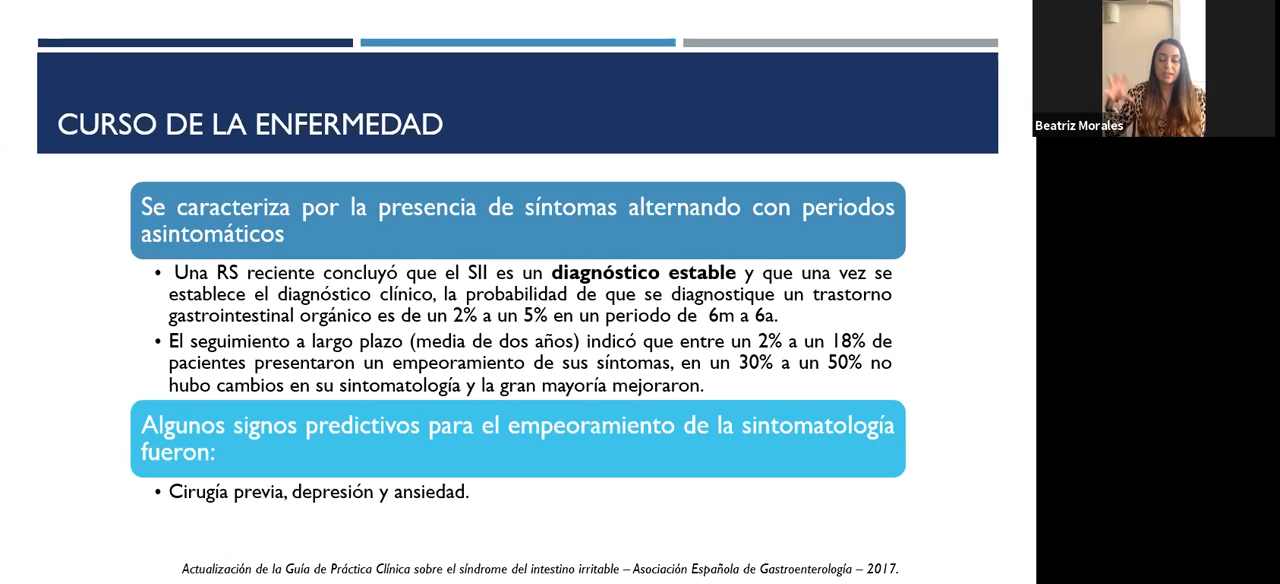 CURSO DE LA ENFERMEDAD
Se caracteriza por la presencia de síntomas alternando con periodos
asintomáticos
• Una RS reciente concluyó que el SII es un diagnóstico estable y que una vez se
establece el diagnóstico clínico, la probabilidad de que se diagnostique un trastorno
gastrointestinal orgánico es de un 2% a un 5% en un periodo de 6m a 6a.
• El seguimiento a largo plazo (media de dos años) indicó que entre un 2% a un 18% de
pacientes presentaron un empeoramiento de sus síntomas, en un 30% a un 50% no
hubo cambios en su sintomatología y la gran mayoría mejoraron.
Algunos signos predictivos para el empeoramiento de la sintomatología
fueron:
• Cirugía previa, depresión y ansiedad.
Actualización de la Guía de Práctica Clínica sobre el síndrome del intestino irritable – Asociación Española de Gastroenterología – 2017.
Beatriz Morales